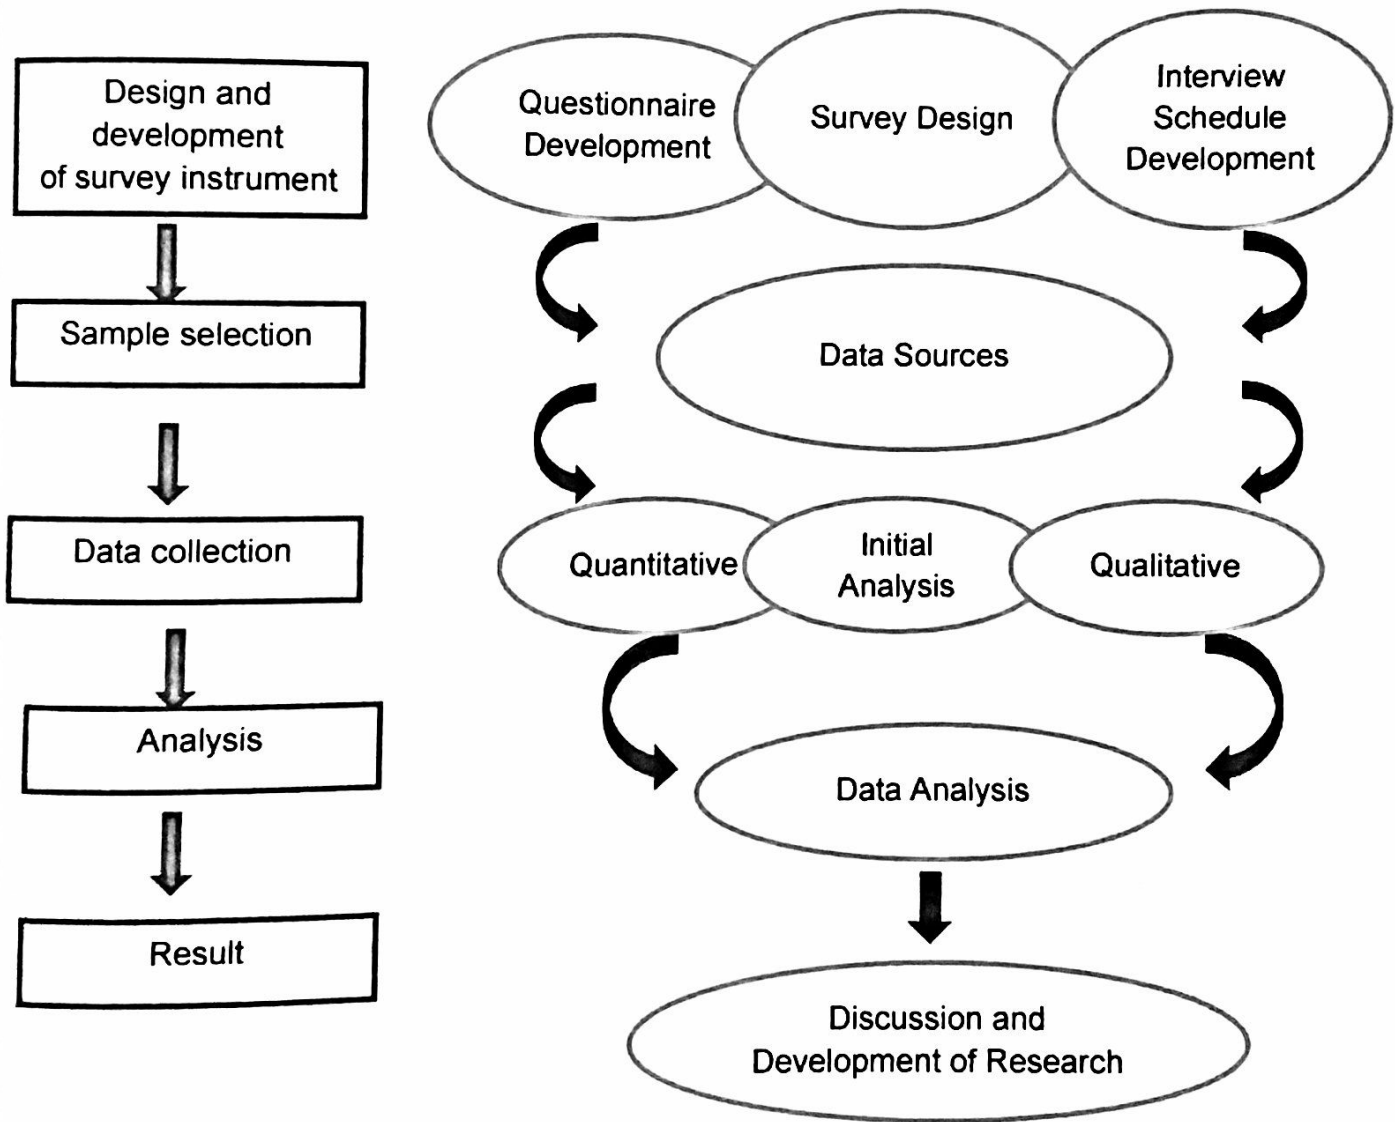 Design and
development
of survey instrument
Sample selection
Data collection
Analysis
Result
Questionnaire
Development
Survey Design
Interview
Schedule
Development
Data Sources
Quantitative
Initial
Analysis
Qualitative
Data Analysis
Discussion and
Development of Research